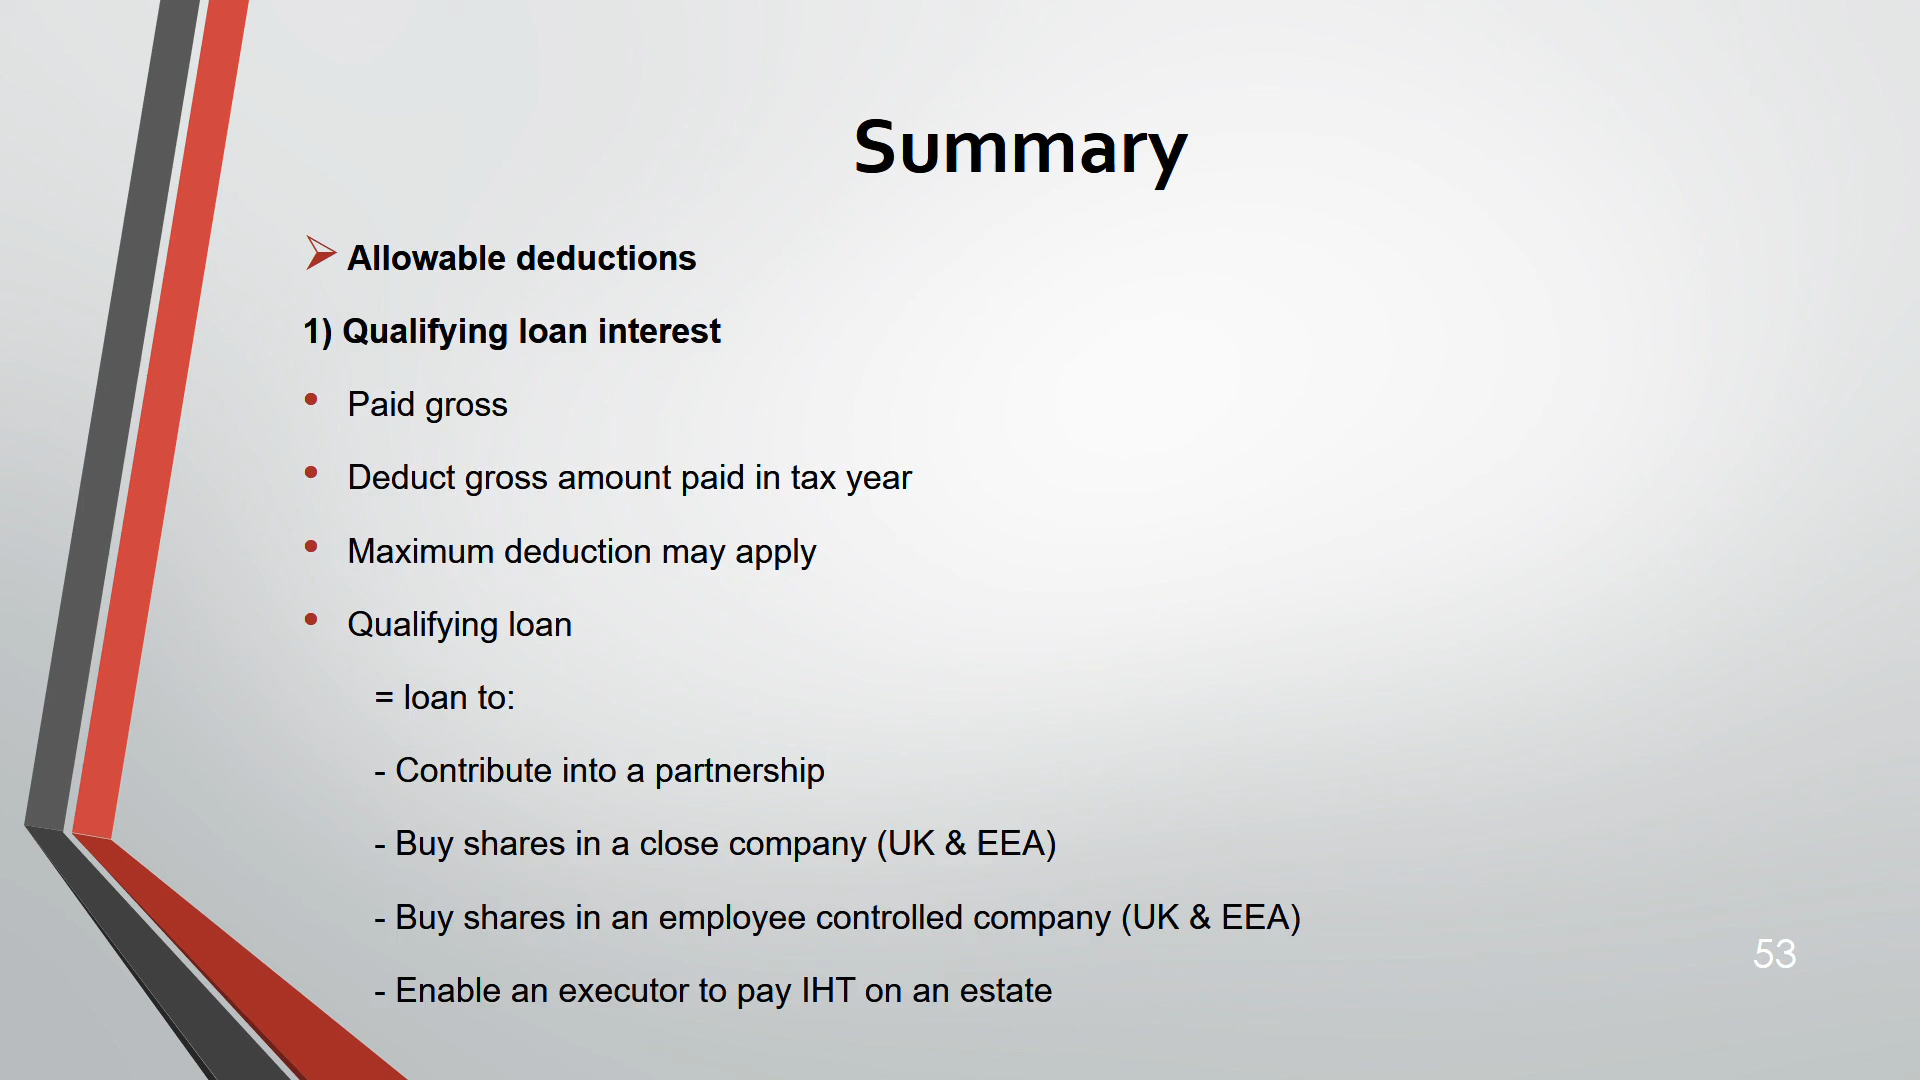 Summary
Allowable deductions
1) Qualifying loan interest
• Paid gross
• Deduct gross amount paid in tax year
• Maximum deduction may apply
• Qualifying loan
= loan to:
- Contribute into a partnership
- Buy shares in a close company (UK & EEA)
- Buy shares in an employee controlled company (UK & EEA)
- Enable an executor to pay IHT on an estate
53